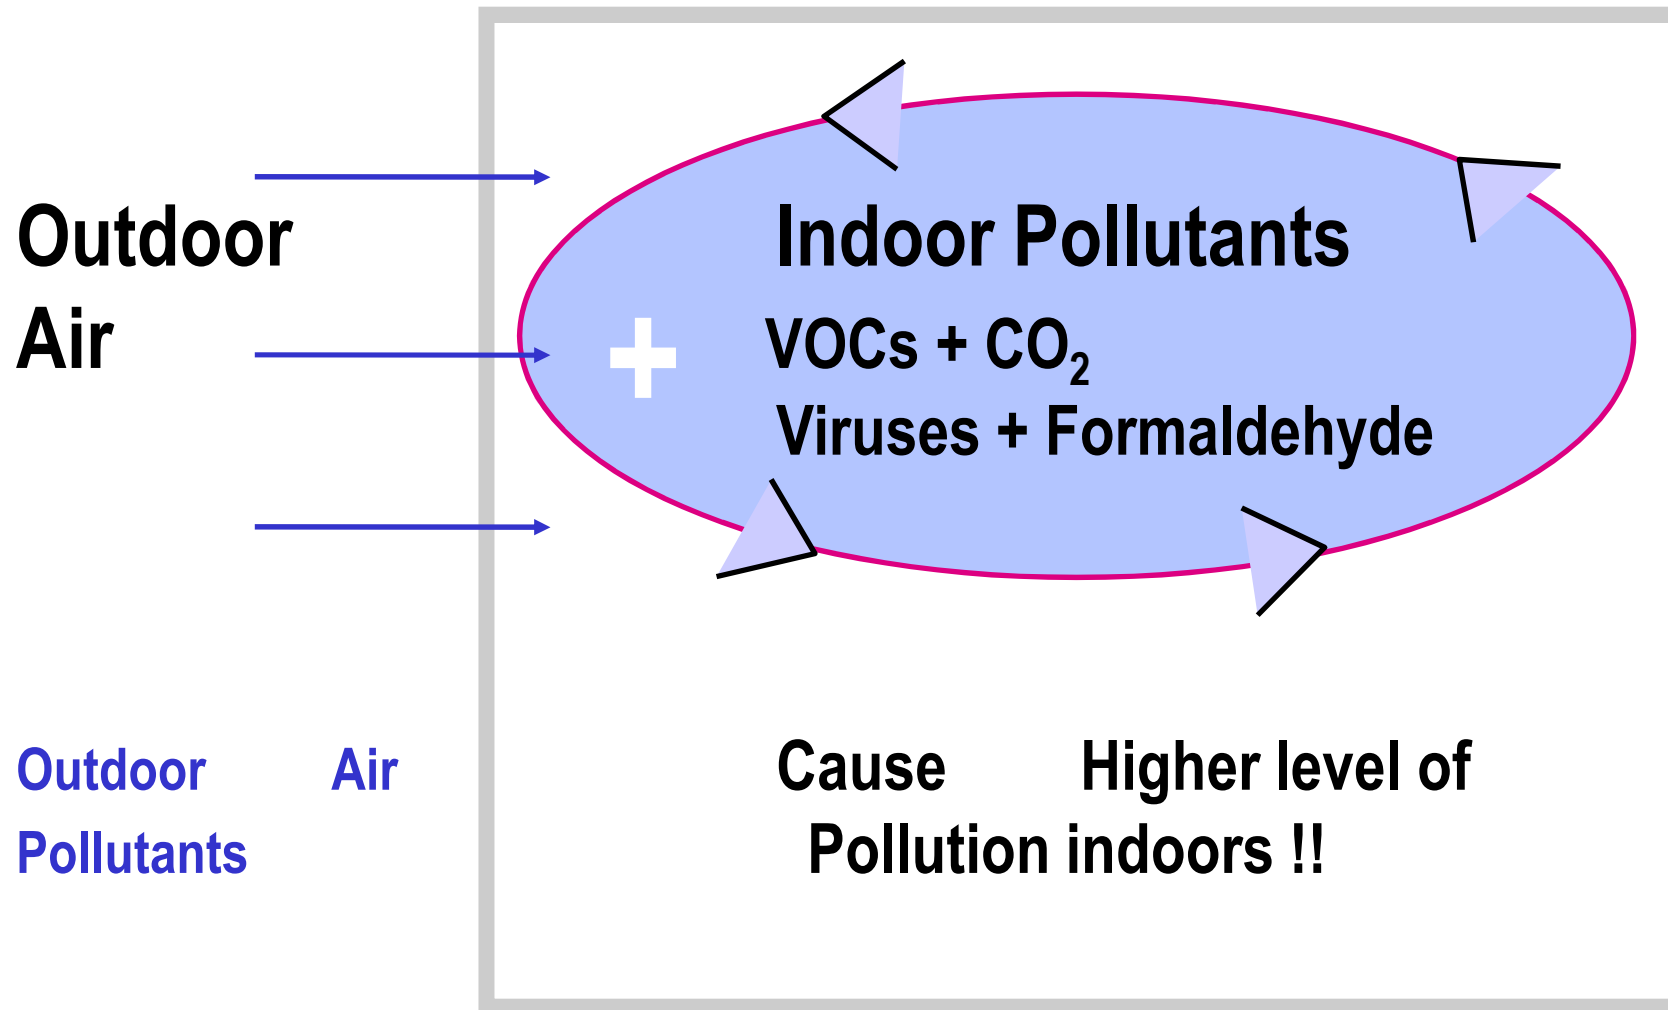 Outdoor
Air
Indoor Pollutants
+ VOCs + CO₂
Viruses + Formaldehyde
Outdoor Air
Pollutants
Cause Higher level of
Pollution indoors !!